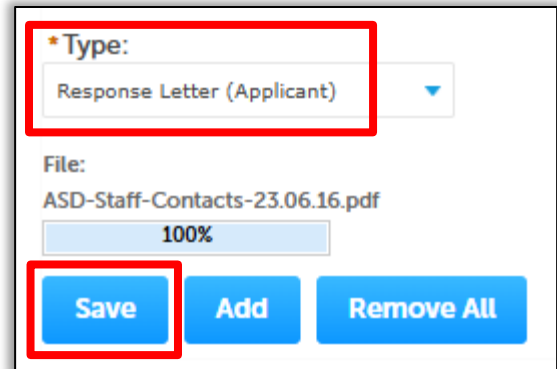 *Type:
Response Letter (Applicant)
File:
ASD-Staff-Contacts-23.06.16.pdf
100%
Save Add Remove All